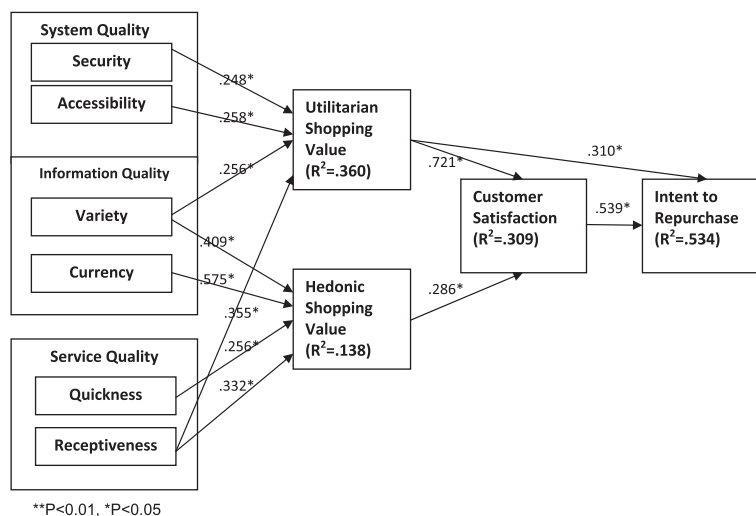 System Quality
Security
Accessibility
Information Quality
Variety
Currency
Service Quality
Quickness
Receptiveness
.248*
.258*
.256*
.409*
.575*
.355*
.256*
.332*
Utilitarian
Shopping
Value
(R²=.360)
Hedonic
Shopping
Value
(R²=.138)
.721*
.310*
.286*
Customer
Satisfaction
(R²=.309)
.539*
Intent to
Repurchase
(R²=.534)
**P<0.01, *P<0.05